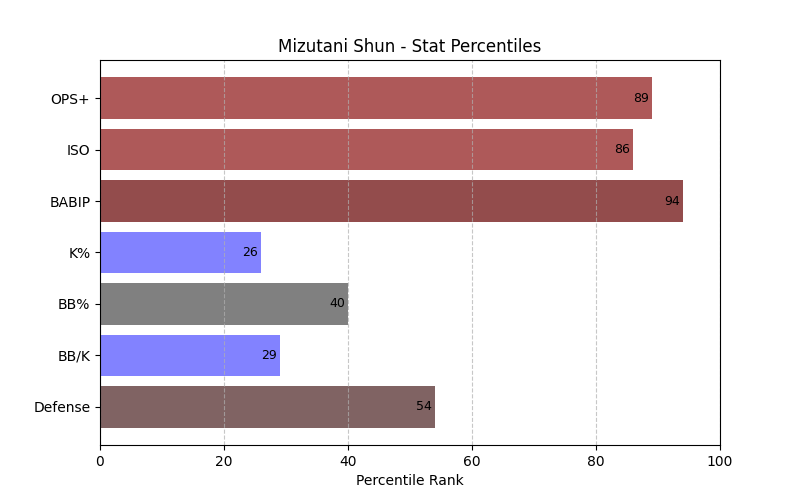 Mizutani Shun - Stat Percentiles
OPS+ 89
ISO 86
BABIP 94
K% 26
BB% 40
BB/K 29
Defense 54
0 20 40 60 80 100
Percentile Rank